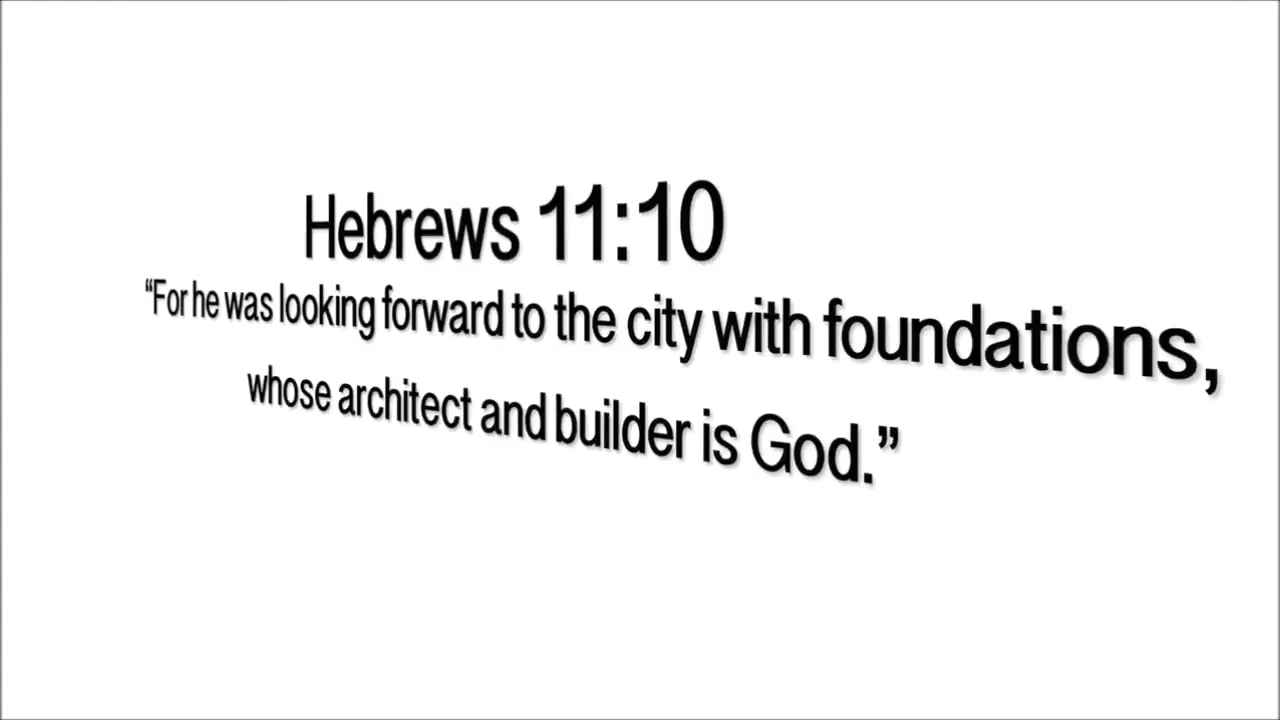 Hebrews 11:10
“For he was looking forward to the city with foundations,
whose architect and builder is God.”